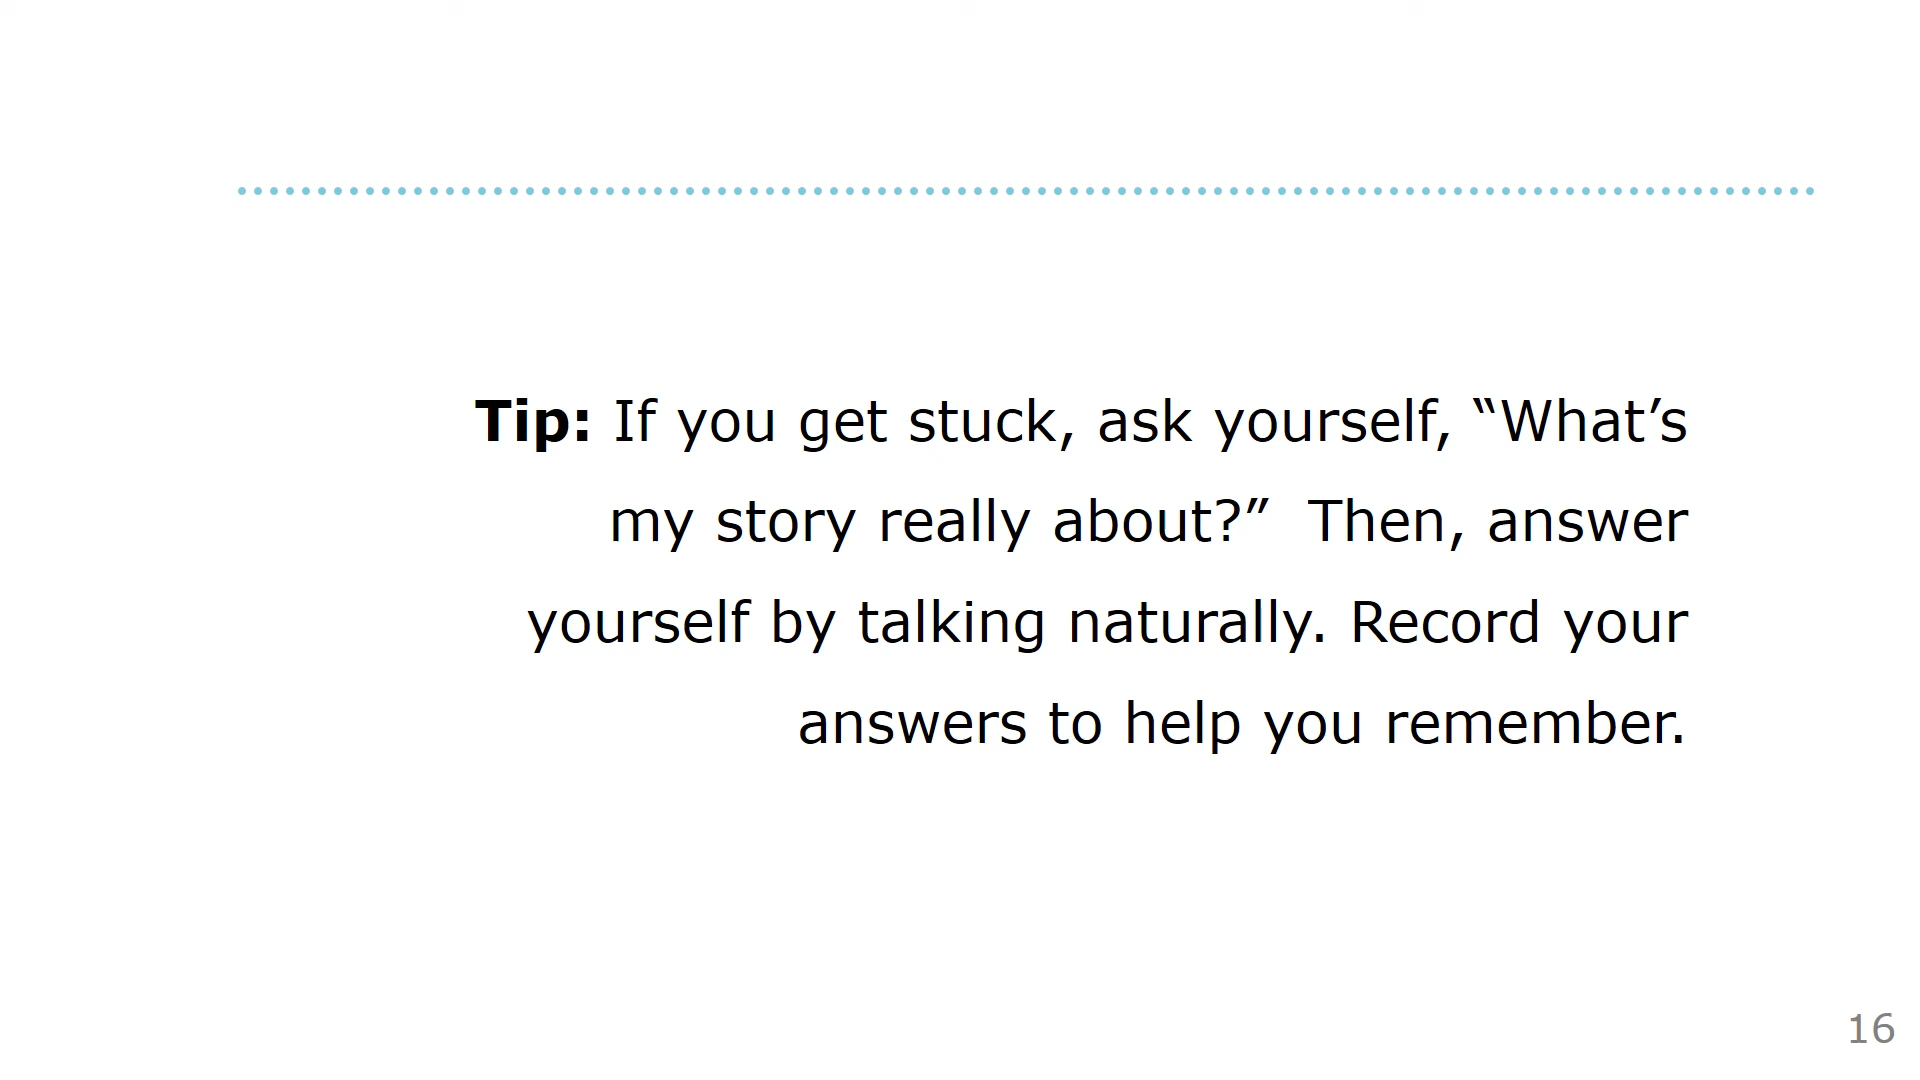 Tip: If you get stuck, ask yourself, “What’s
my story really about?”  Then, answer
yourself by talking naturally. Record your
answers to help you remember.
16